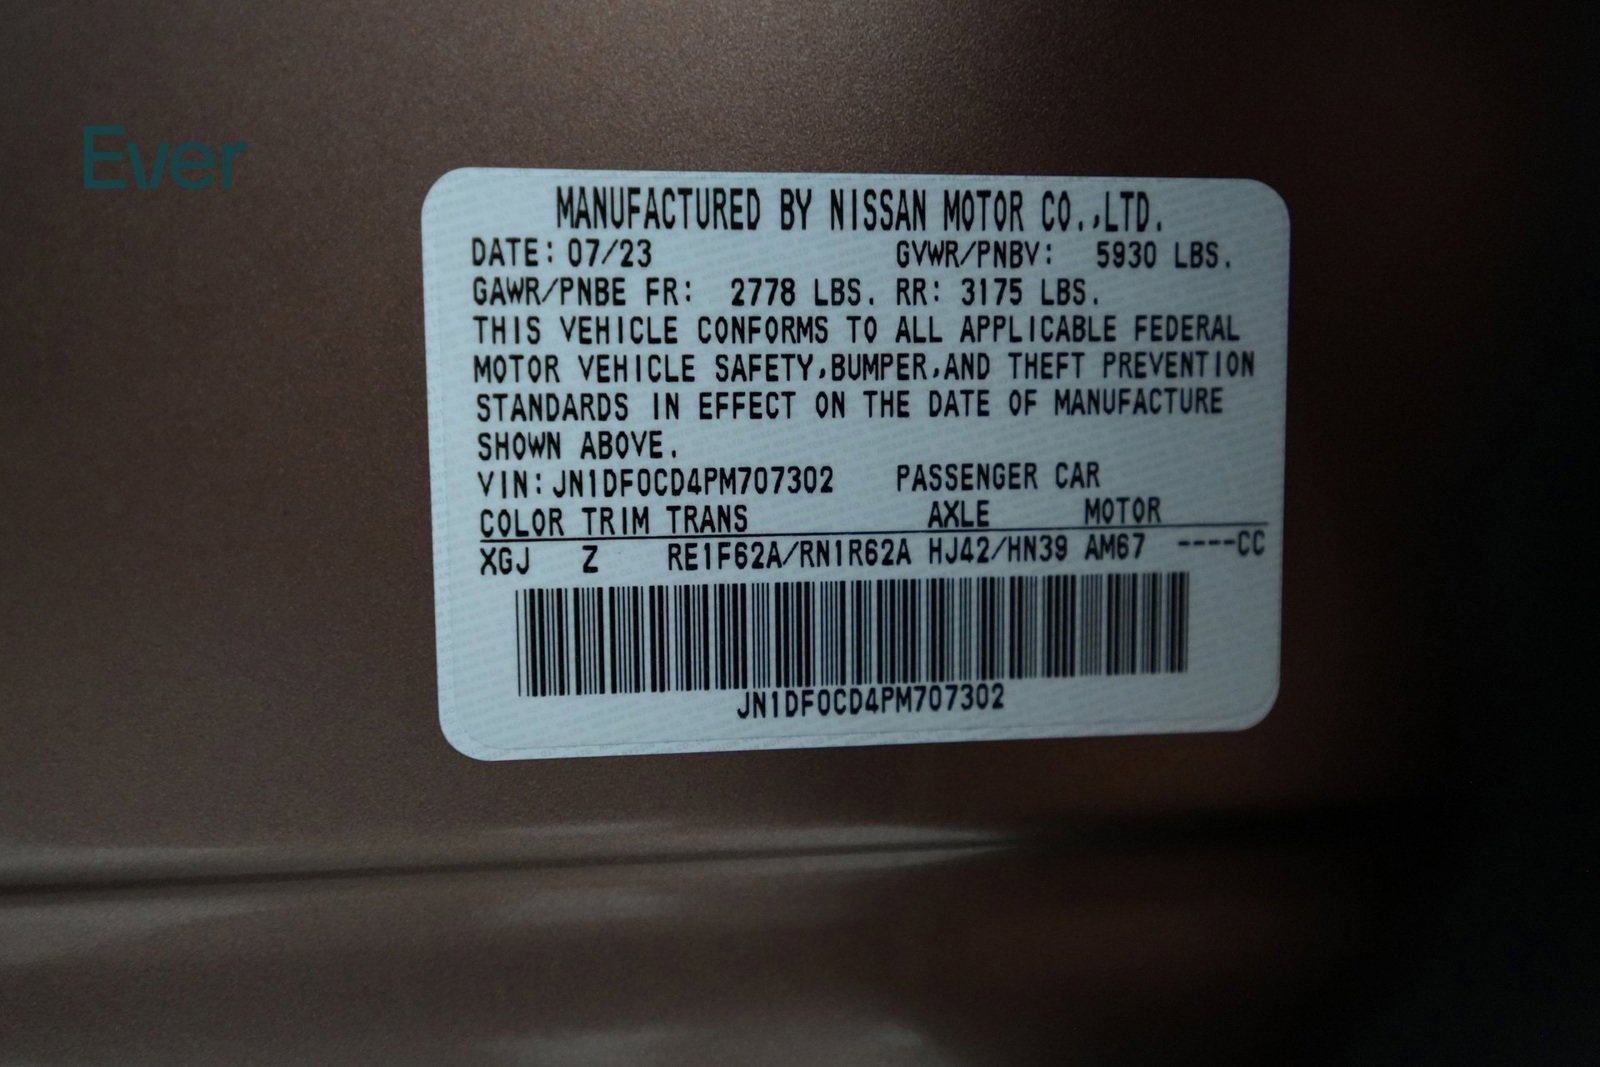 Ever
MANUFACTURED BY NISSAN MOTOR CO.,LTD.
DATE: 07/23 GVWR/PNBV: 5930 LBS.
GAWR/PNBE FR: 2778 LBS. RR: 3175 LBS.
THIS VEHICLE CONFORMS TO ALL APPLICABLE FEDERAL
MOTOR VEHICLE SAFETY,BUMPER,AND THEFT PREVENTION
STANDARDS IN EFFECT ON THE DATE OF MANUFACTURE
SHOWN ABOVE.
VIN: JN1DF0CD4PM707302 PASSENGER CAR
COLOR TRIM TRANS AXLE MOTOR
XGJ Z RE1F62A/RN1R62A HJ42/HN39 AM67 ----CC
JN1DF0CD4PM707302